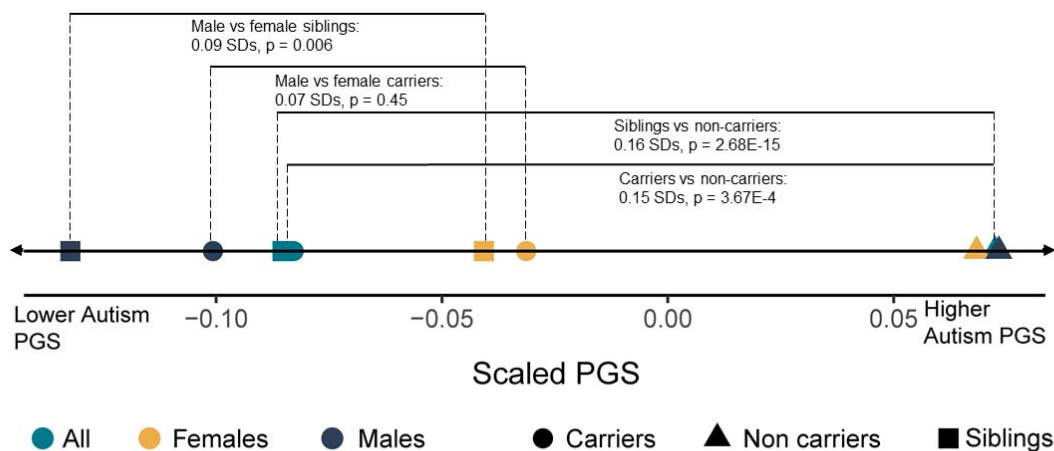 Male vs female siblings:
0.09 SDs, p = 0.006
Male vs female carriers:
0.07 SDs, p = 0.45
Siblings vs non-carriers:
0.16 SDs, p = 2.68E-15
Carriers vs non-carriers:
0.15 SDs, p = 3.67E-4
Lower Autism
PGS
−0.10
−0.05
0.00
0.05
Higher
Autism PGS
Scaled PGS
All
Females
Males
Carriers
Non carriers
Siblings